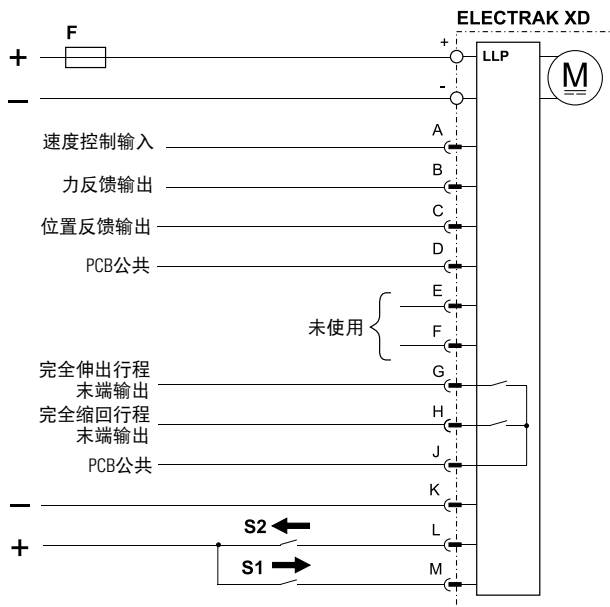 ELECTRAK XD
F
+
+
LLP
M
−
-
A
速度控制输入
B
力反馈输出
C
位置反馈输出
D
PCB公共
E
未使用
F
G
完全伸出行程
末端输出
H
完全缩回行程
末端输出
J
PCB公共
K
−
S2
L
+
S1
M